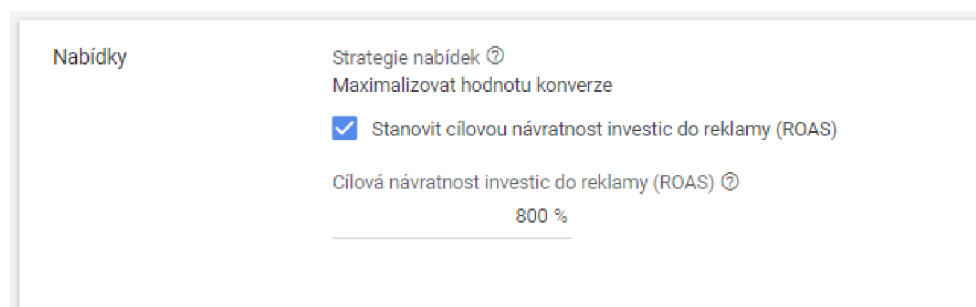 Nabídky
Strategie nabídek
Maximalizovat hodnotu konverze
Stanovit cílovou návratnost investic do reklamy (ROAS)
Cílová návratnost investic do reklamy (ROAS)
800 %